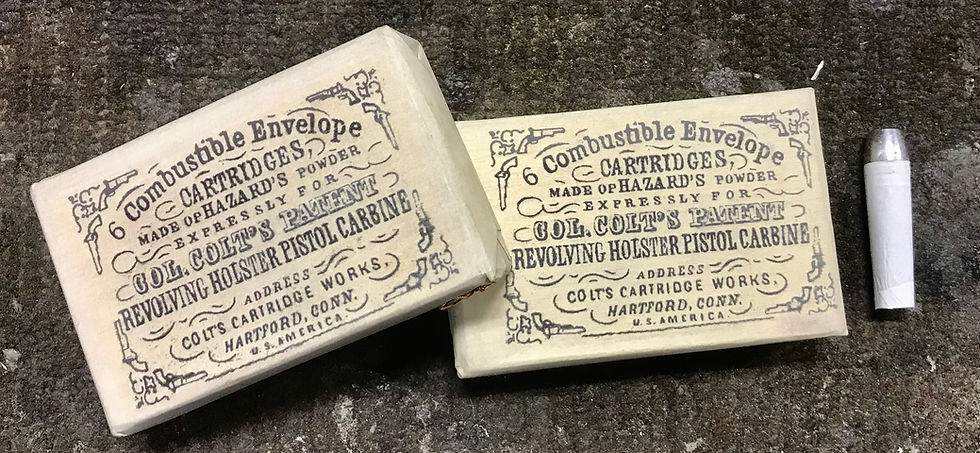 6 Combustible Envelope
CARTRIDGES,
MADE OF HAZARD'S POWDER
EXPRESSLY FOR
COL. COLT'S PATENT
REVOLVING HOLSTER PISTOL CARBINE
ADDRESS
COLT'S CARTRIDGE WORKS,
HARTFORD, CONN.
U.S. AMERICA.
6 Combustible Envelope
CARTRIDGES,
MADE OF HAZARD'S POWDER
EXPRESSLY FOR
COL. COLT'S PATENT
REVOLVING HOLSTER PISTOL CARBINE
ADDRESS
COLT'S CARTRIDGE WORKS,
HARTFORD, CONN.
U.S. AMERICA.